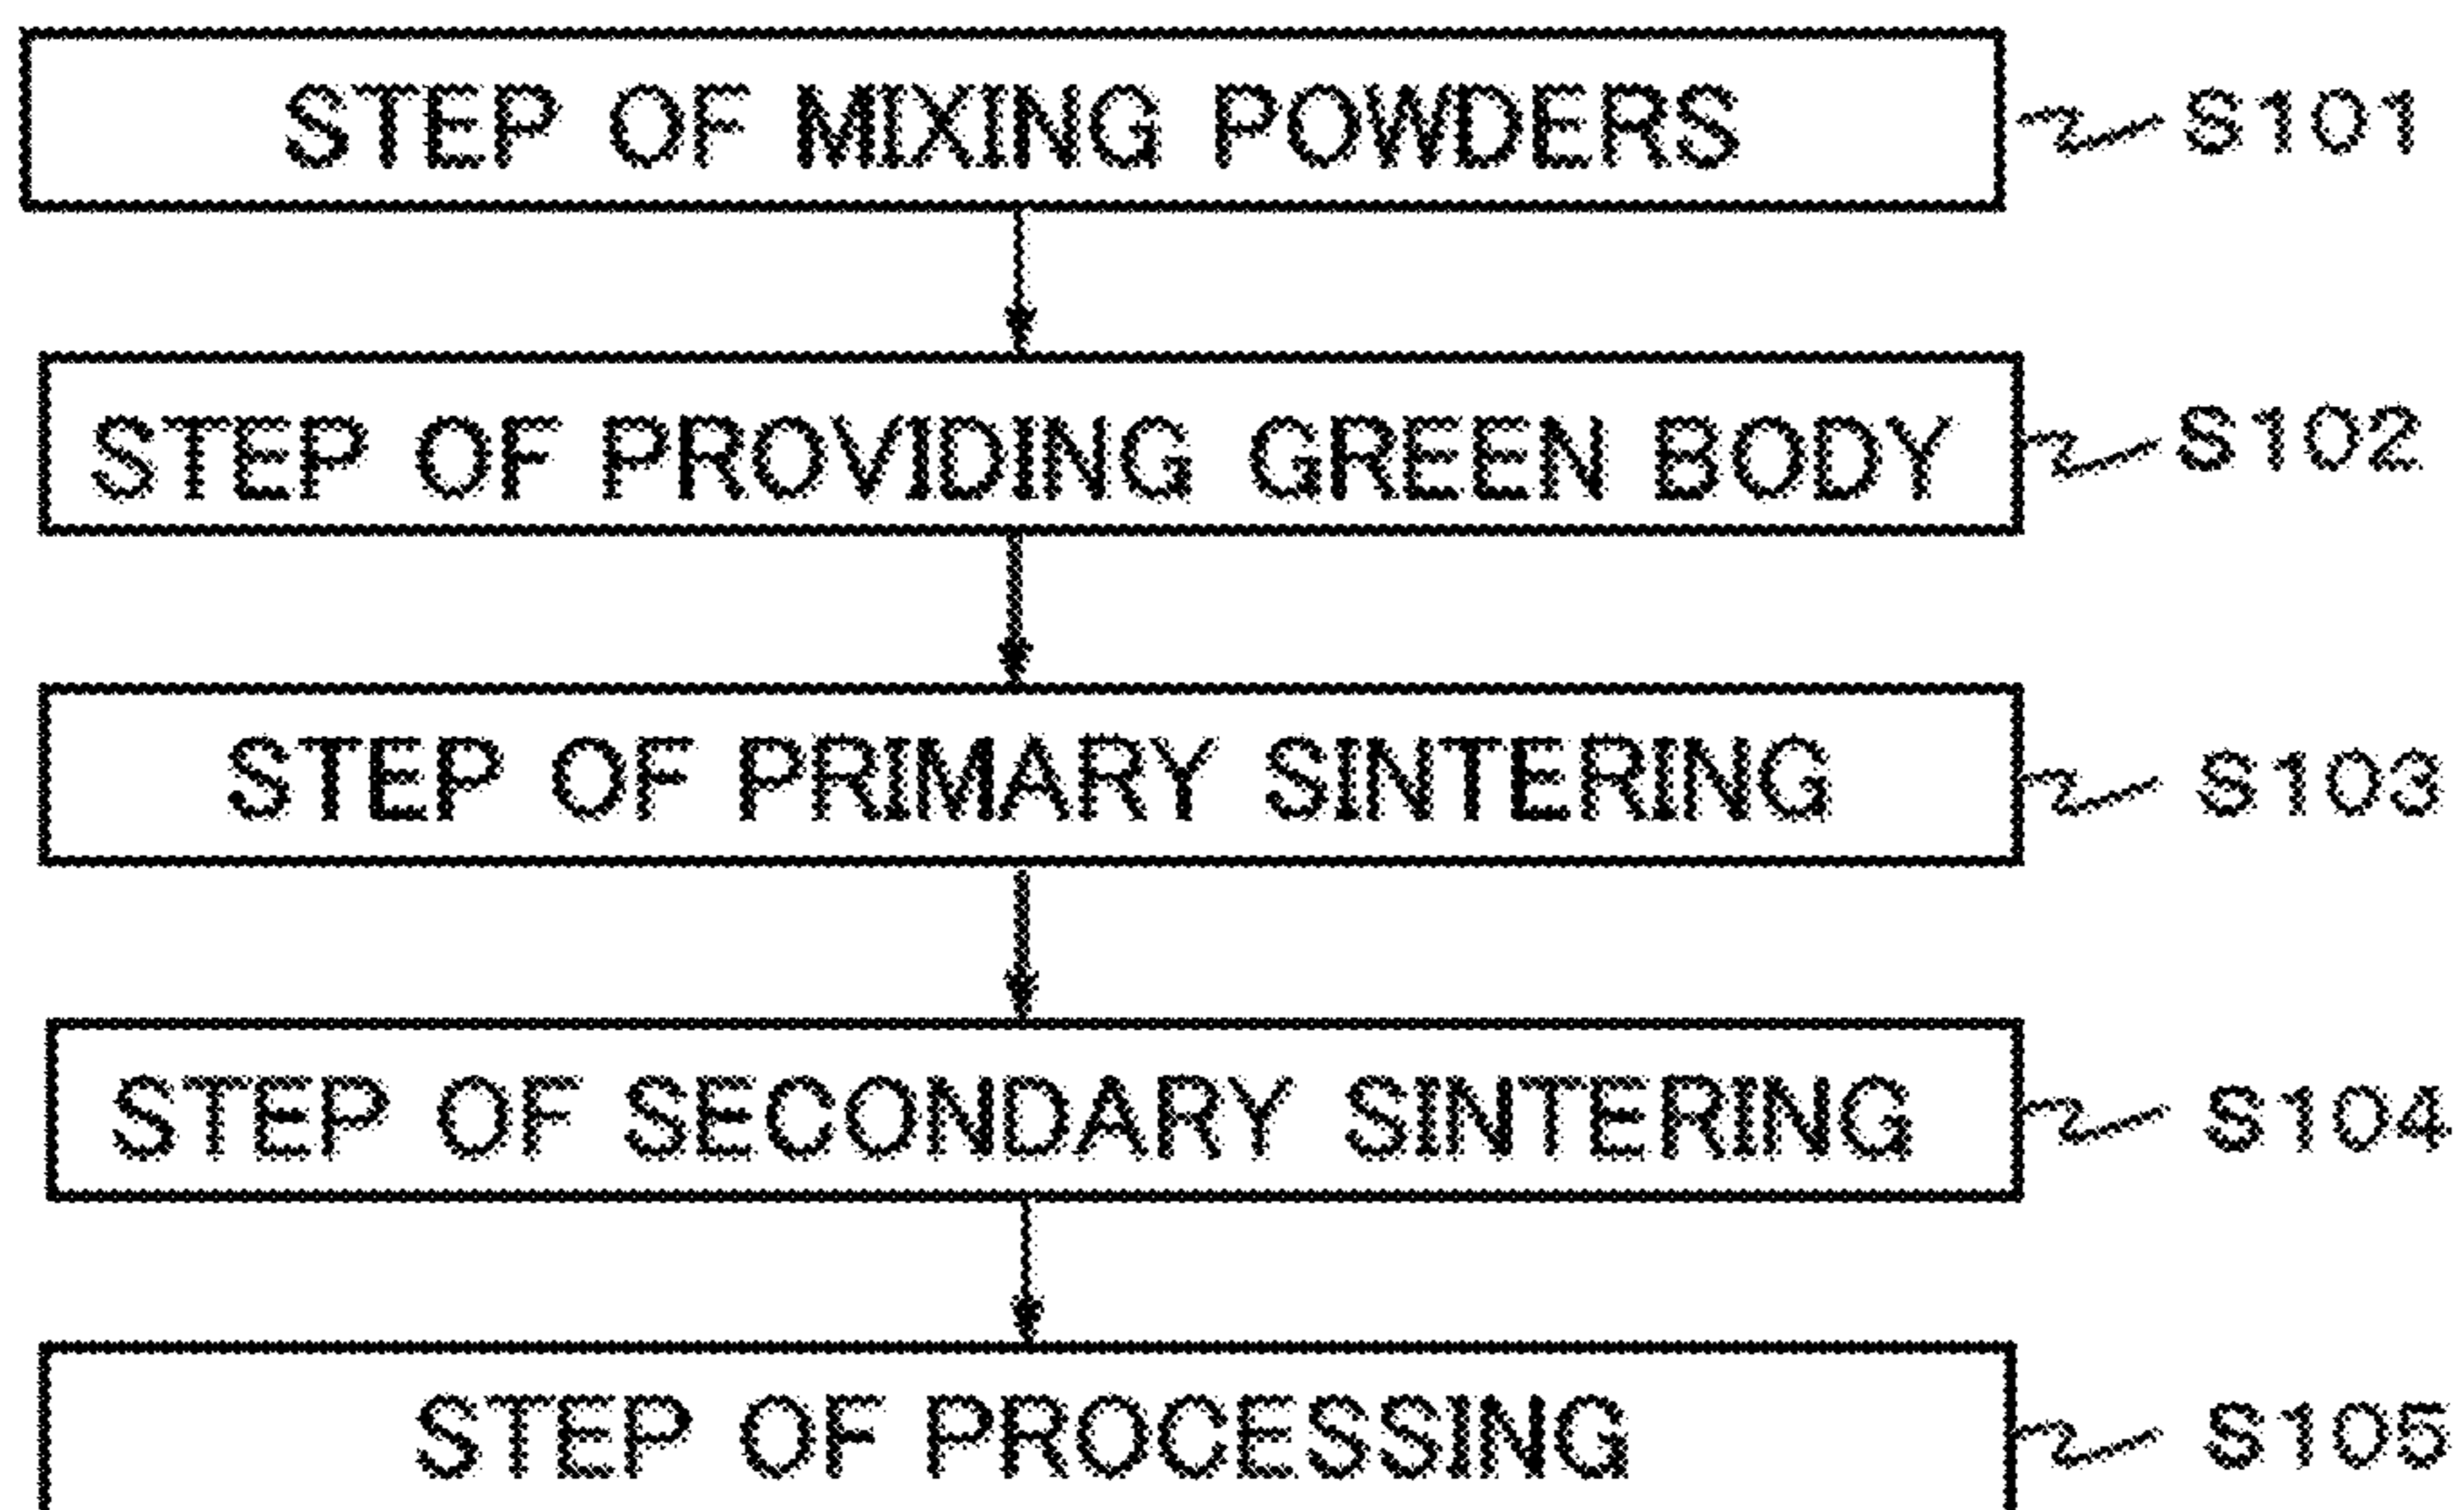 STEP OF MIXING POWDERS S101
STEP OF PROVIDING GREEN BODY S102
STEP OF PRIMARY SINTERING S103
STEP OF SECONDARY SINTERING S104
STEP OF PROCESSING S105